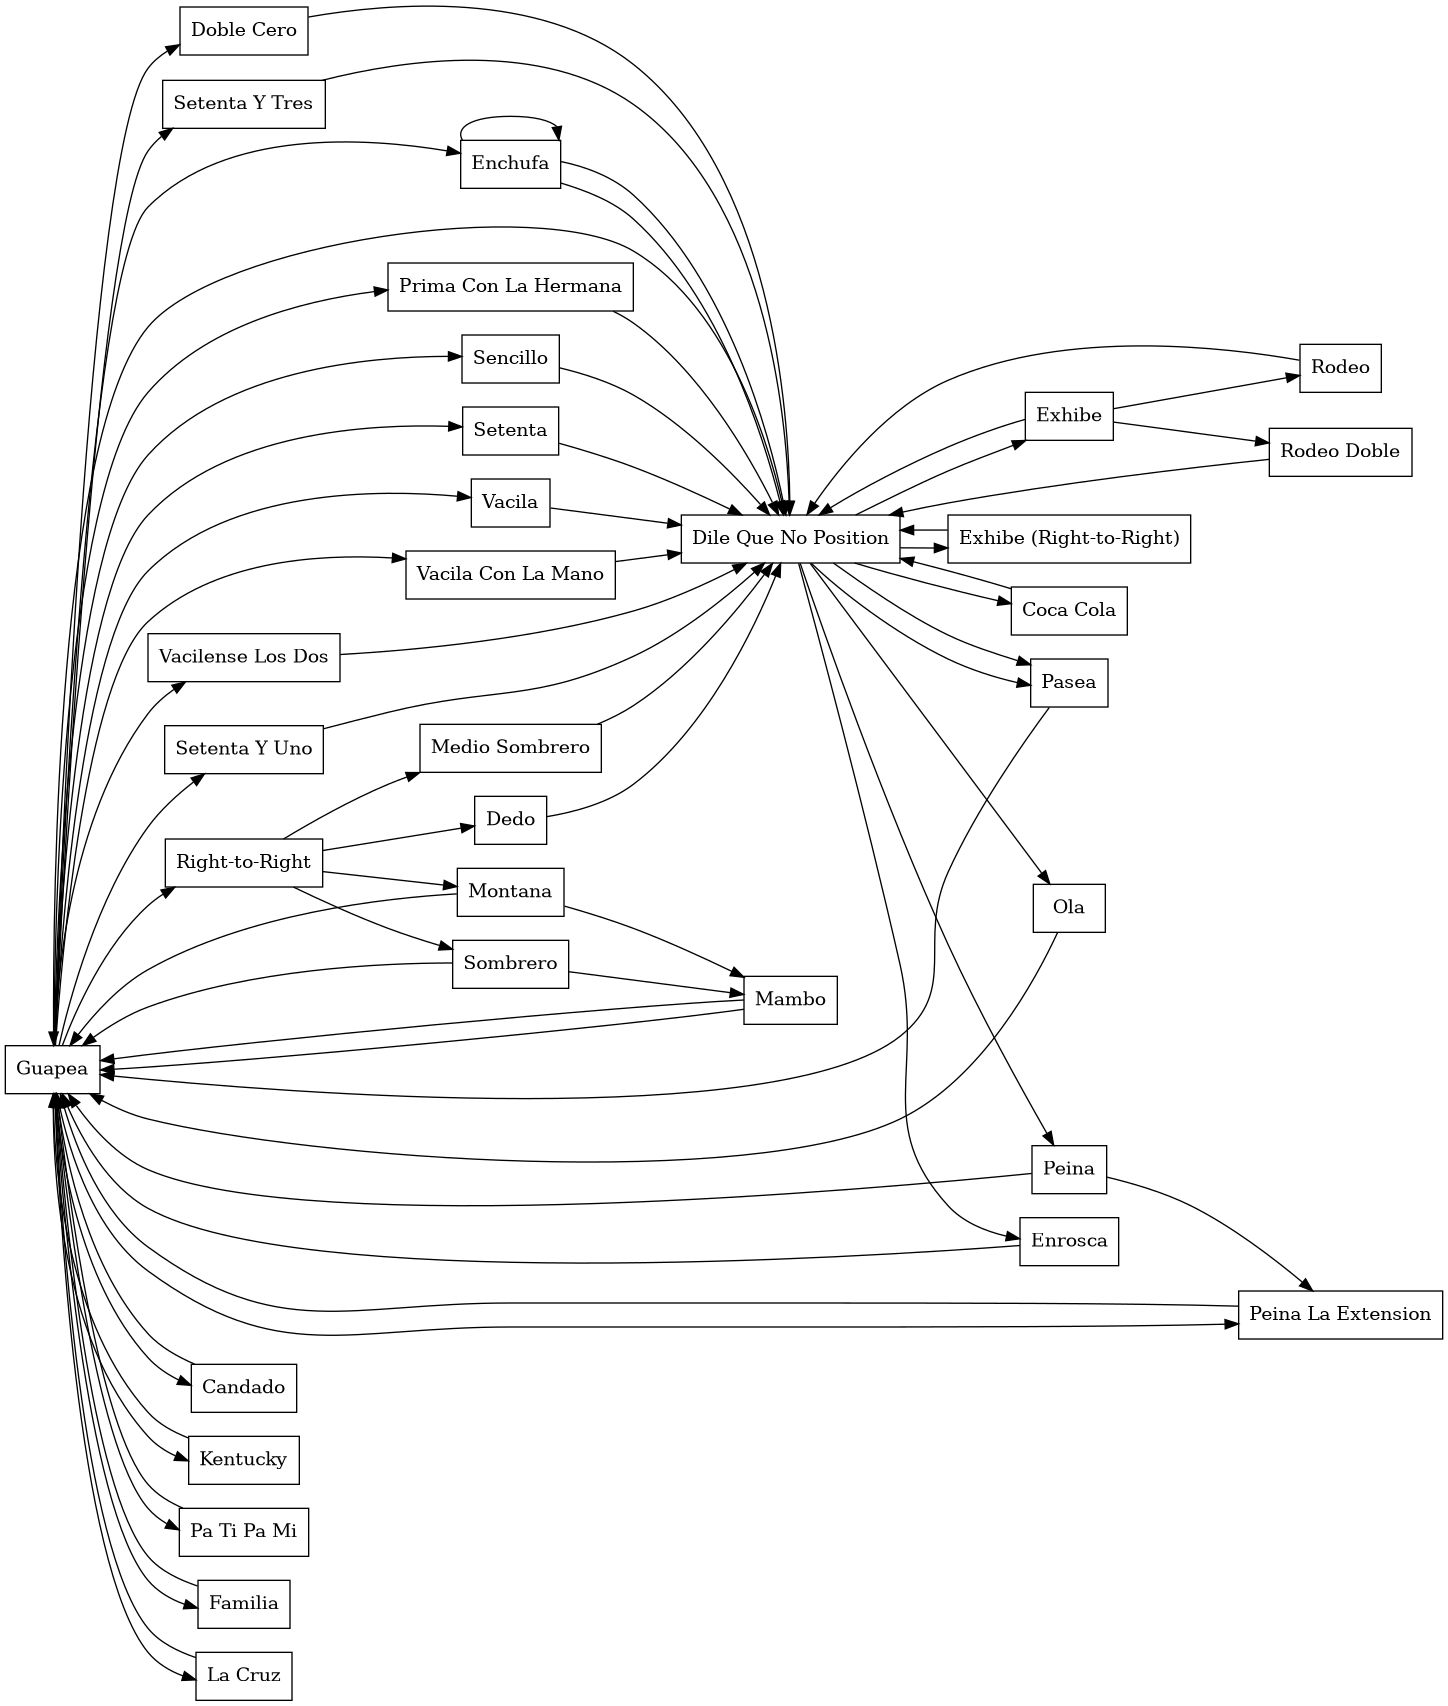 Doble Cero
Setenta Y Tres
Enchufa
Prima Con La Hermana
Sencillo
Rodeo
Exhibe
Setenta
Rodeo Doble
Vacila
Dile Que No Position
Exhibe (Right-to-Right)
Vacila Con La Mano
Coca Cola
Vacilense Los Dos
Pasea
Setenta Y Uno
Medio Sombrero
Dedo
Right-to-Right
Montana
Ola
Sombrero
Mambo
Guapea
Peina
Enrosca
Peina La Extension
Candado
Kentucky
Pa Ti Pa Mi
Familia
La Cruz